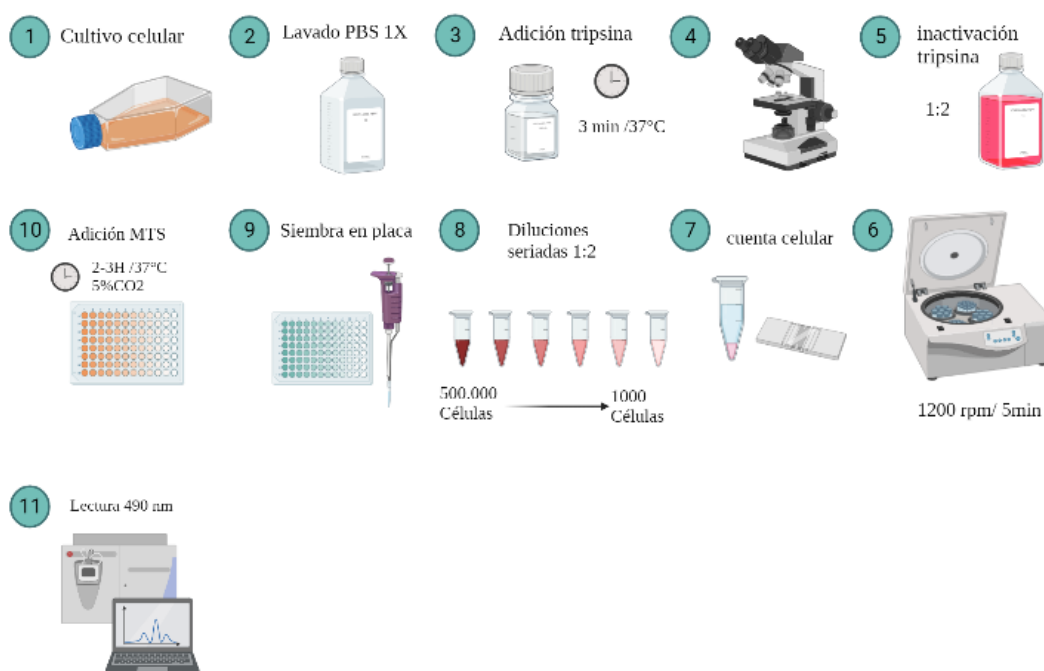 1
Cultivo celular
2
Lavado PBS 1X
3
Adición tripsina
3 min /37°C
4
5
inactivación
tripsina
1:2
10
Adición MTS
2-3H /37°C
5%CO2
9
Siembra en placa
8
Diluciones
seriadas 1:2
500.000
Células
1000
Células
7
cuenta celular
6
1200 rpm/ 5min
11
Lectura 490 nm